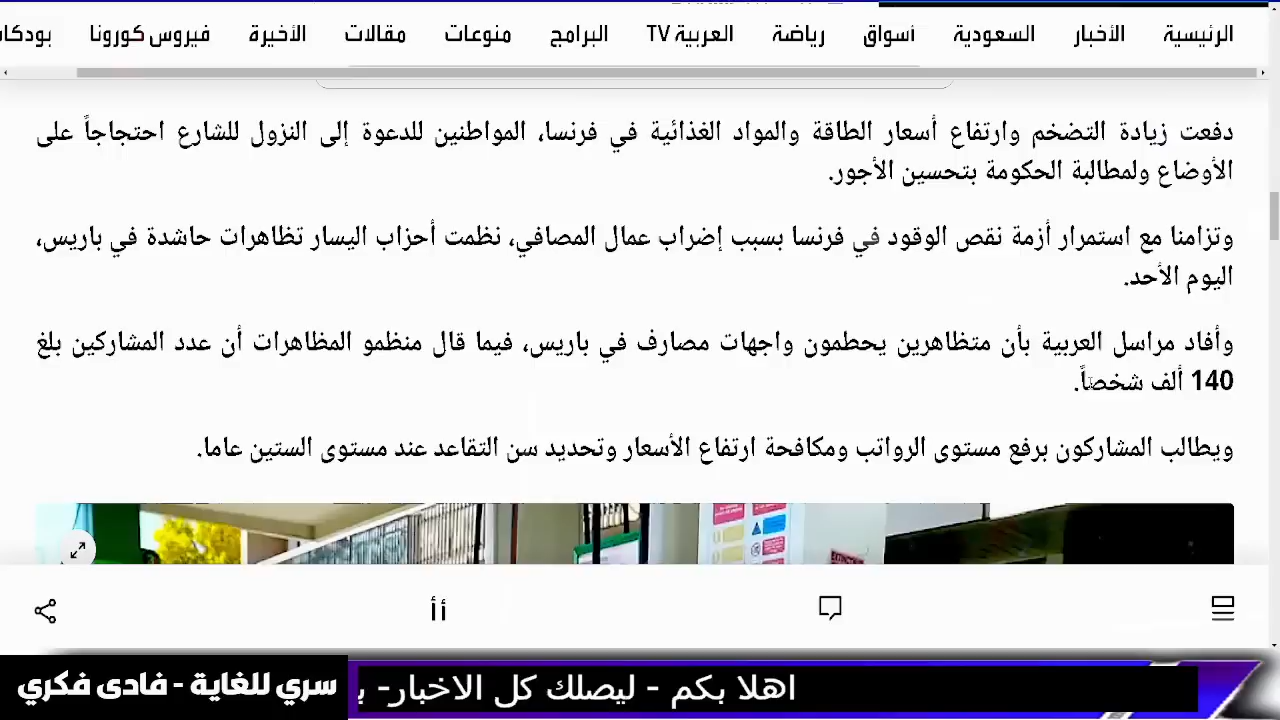 الرئيسية الأخبار السعودية أسواق رياضة العربية TV البرامج منوعات مقالات الأخيرة فيروس كورونا
دفعت زيادة التضخم وارتفاع أسعار الطاقة والمواد الغذائية في فرنسا، المواطنين للدعوة إلى النزول للشارع احتجاجاً على
الأوضاع ولمطالبة الحكومة بتحسين الأجور.
وتزامنا مع استمرار أزمة نقص الوقود في فرنسا بسبب إضراب عمال المصافي، نظمت أحزاب اليسار تظاهرات حاشدة في باريس،
اليوم الأحد.
وأفاد مراسل العربية بأن متظاهرين يحطمون واجهات مصارف في باريس، فيما قال منظمو المظاهرات أن عدد المشاركين بلغ
140 ألف شخصاً.
ويطالب المشاركون برفع مستوى الرواتب ومكافحة ارتفاع الأسعار وتحديد سن التقاعد عند مستوى الستين عاما.
أأ
اهلا بكم - ليصلك كل الاخبار-
سري للغاية - فادى فكري